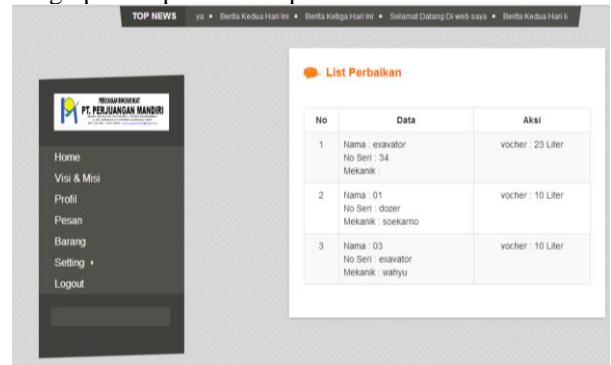 TOP NEWS ya • Berita Kedua Hari Ini • Berita Ketiga Hari Ini • Selamat Datang Di web saya • Berita Kedua Hari I
List Perbaikan
PT. PERJUANGAN MANDIRI
Home
Visi & Misi
Profil
Pesan
Barang
Setting
Logout
No Data Aksi
1 Nama : exavator vocher : 23 Liter
No Seri : 34
Mekanik :
2 Nama : 01 vocher : 10 Liter
No Seri : dozer
Mekanik : soekarno
3 Nama : 03 vocher : 10 Liter
No Seri : exavator
Mekanik : wahyu